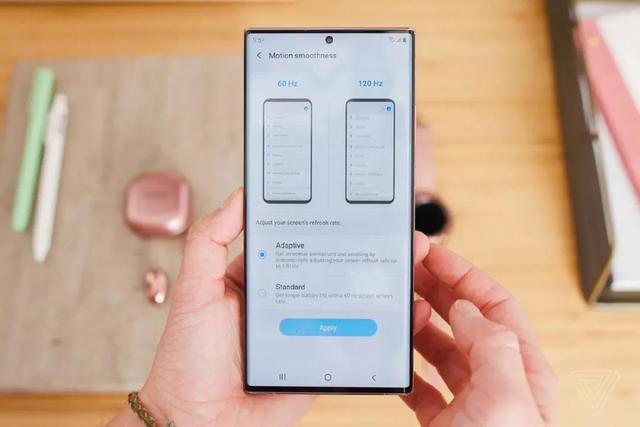 Motion smoothness
60 Hz
120 Hz
Adjust your screen's refresh rate.
Adaptive
Get smoother animations and scrolling by
automatically adjusting your screen refresh rate up
to 120 Hz.
Standard
Get longer battery life with a 60 Hz screen refresh
rate.
Apply